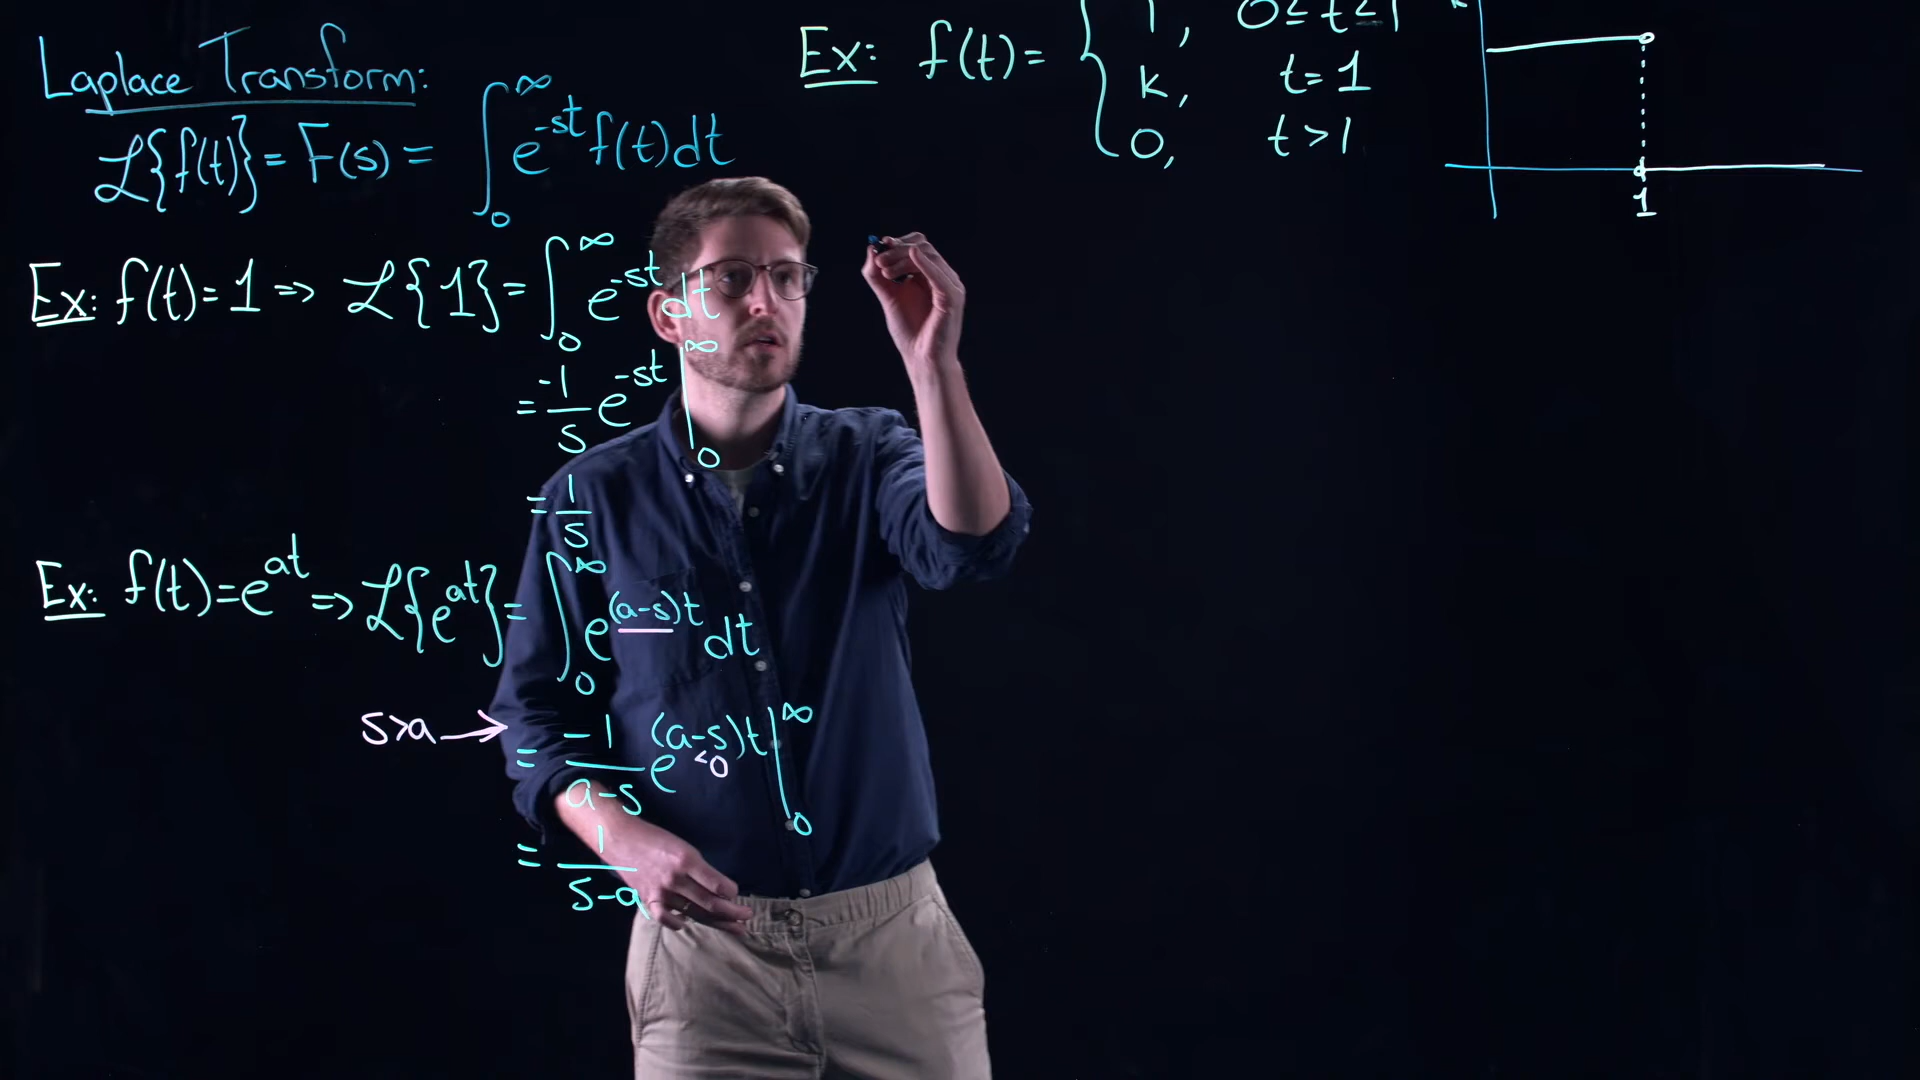 Laplace Transform:
ℒ{f(t)} = F(s) = ∫₀^∞ e^{-st} f(t)dt
Ex: f(t) = 1 => ℒ{1} = ∫₀^∞ e^{-st} dt
= -1/s e^{-st} |₀^∞
= 1/s
Ex: f(t) = e^{at} => ℒ{e^{at}} = ∫₀^∞ e^{(a-s)t} dt
s>a → = -1/(a-s) e^{(a-s)t} |₀^∞
<0
= 1/(s-a)
Ex: f(t) = { 1, 0 ≤ t ≤ 1
k, t = 1
0, t > 1
1